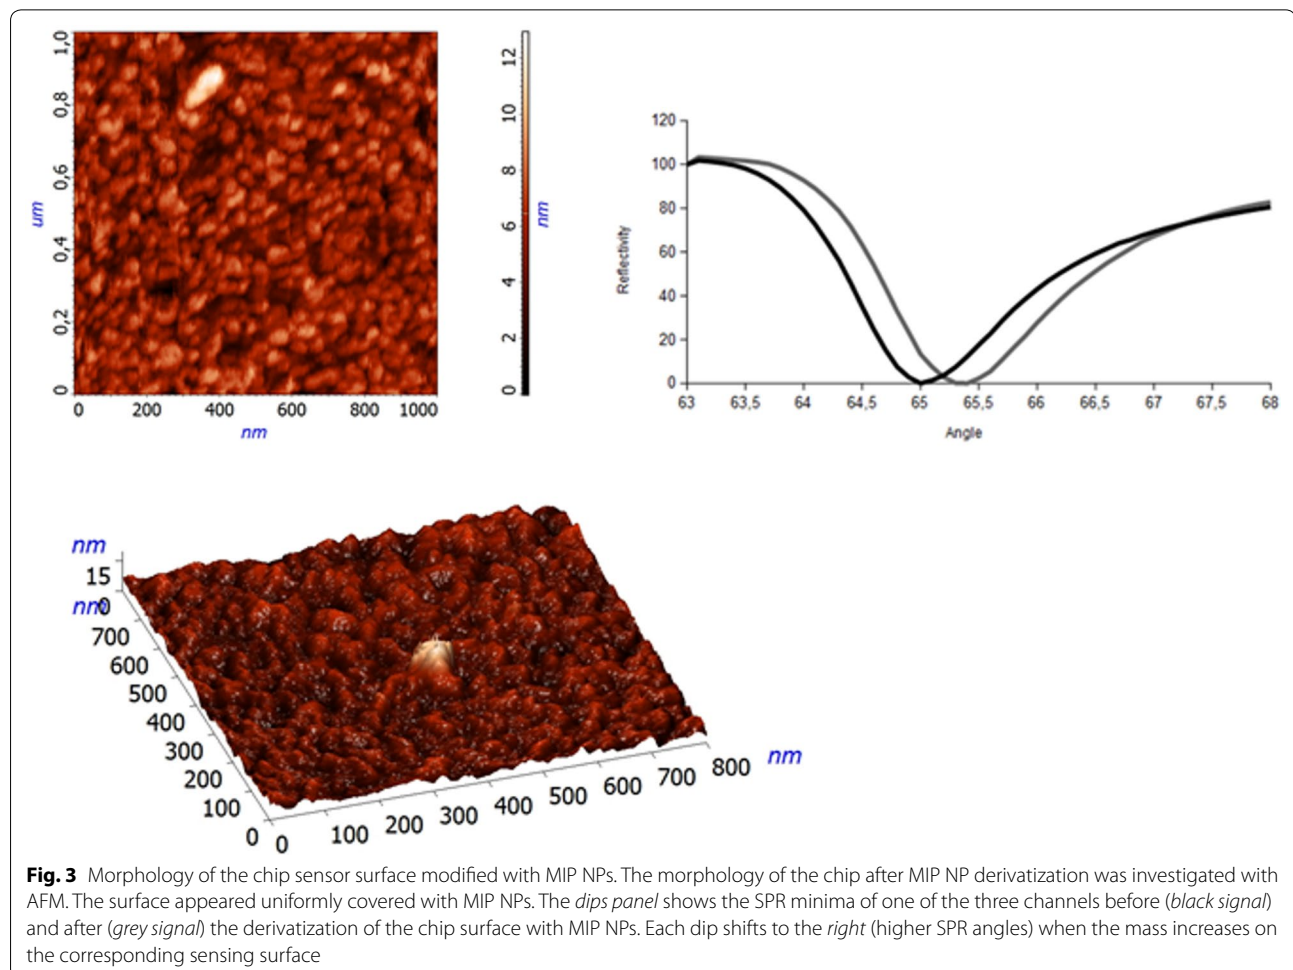 1,0
0,8
0,6
0,4
0,2
0
um
0 200 400 600 800 1000
nm
12
10
8
6
4
2
0
nm
120
100
80
60
40
20
0
Reflectivity
63 63,5 64 64,5 65 65,5 66 66,5 67 67,5 68
Angle
nm
15
0
nm
700
600
500
400
300
200
100
0
0 100 200 300 400 500 600 700 800
nm
Fig. 3 Morphology of the chip sensor surface modified with MIP NPs. The morphology of the chip after MIP NP derivatization was investigated with
AFM. The surface appeared uniformly covered with MIP NPs. The dips panel shows the SPR minima of one of the three channels before (black signal)
and after (grey signal) the derivatization of the chip surface with MIP NPs. Each dip shifts to the right (higher SPR angles) when the mass increases on
the corresponding sensing surface